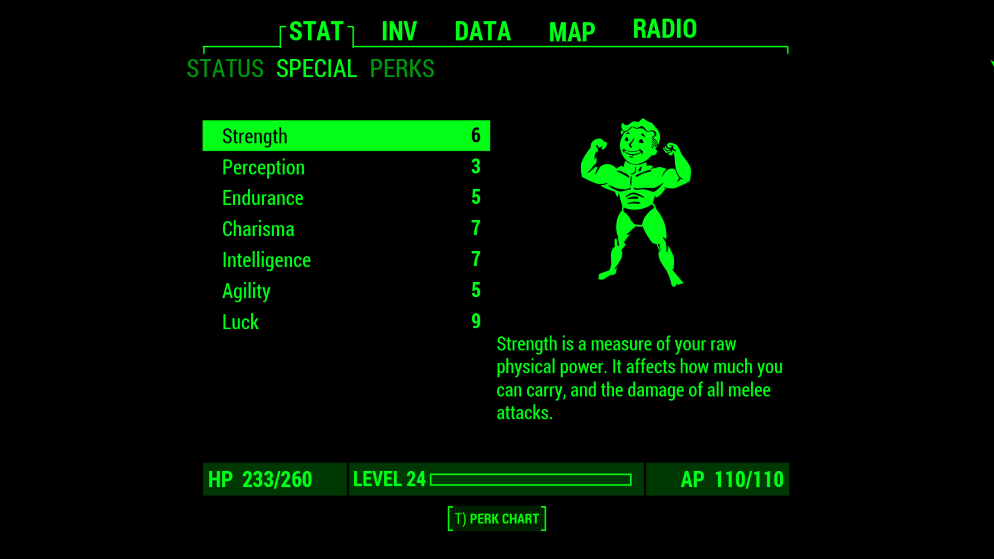 STAT INV DATA MAP RADIO
STATUS SPECIAL PERKS
Strength 6
Perception 3
Endurance 5
Charisma 7
Intelligence 7
Agility 5
Luck 9
Strength is a measure of your raw
physical power. It affects how much you
can carry, and the damage of all melee
attacks.
HP 233/260 LEVEL 24 AP 110/110
T) PERK CHART